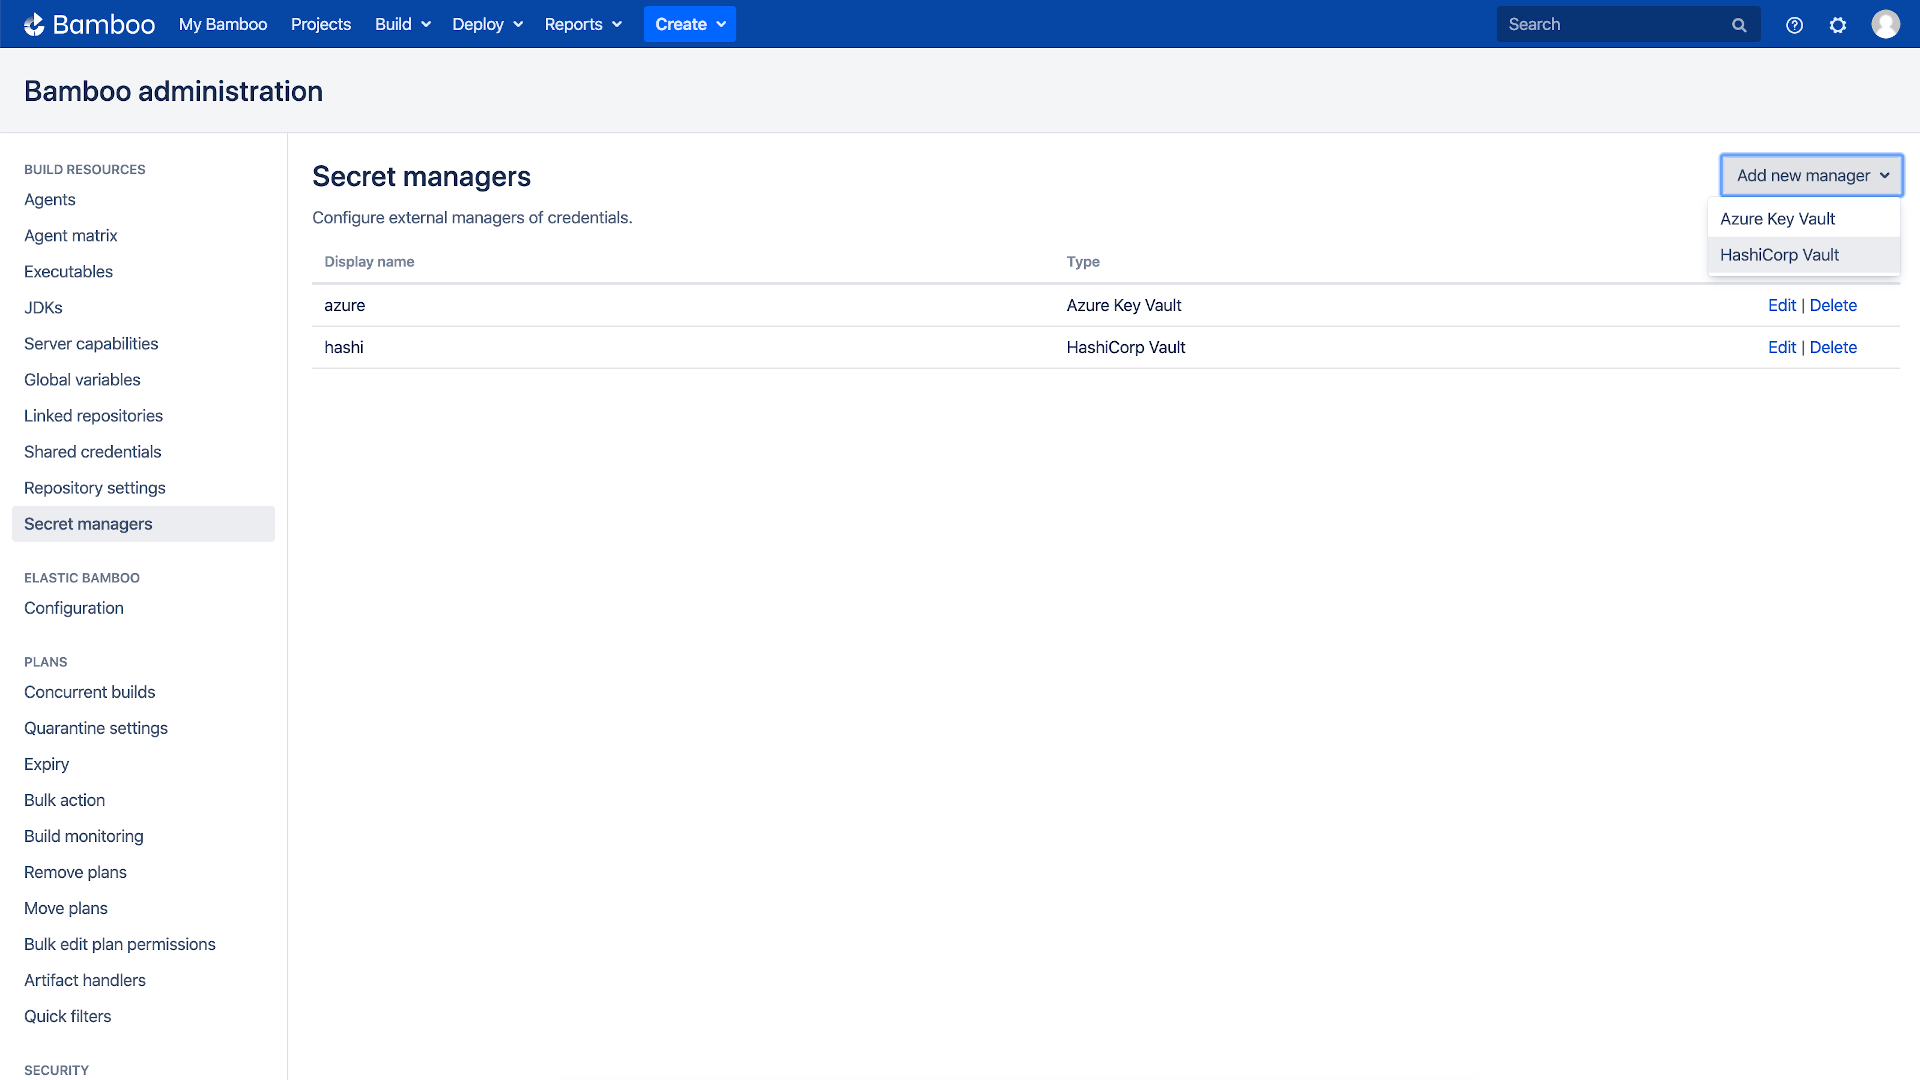 Bamboo My Bamboo Projects Build Deploy Reports Create Search
Bamboo administration
BUILD RESOURCES
Agents
Agent matrix
Executables
JDKs
Server capabilities
Global variables
Linked repositories
Shared credentials
Repository settings
Secret managers
ELASTIC BAMBOO
Configuration
PLANS
Concurrent builds
Quarantine settings
Expiry
Bulk action
Build monitoring
Remove plans
Move plans
Bulk edit plan permissions
Artifact handlers
Quick filters
SECURITY
Secret managers
Add new manager
Azure Key Vault
HashiCorp Vault
Configure external managers of credentials.
Display name Type
azure Azure Key Vault Edit | Delete
hashi HashiCorp Vault Edit | Delete